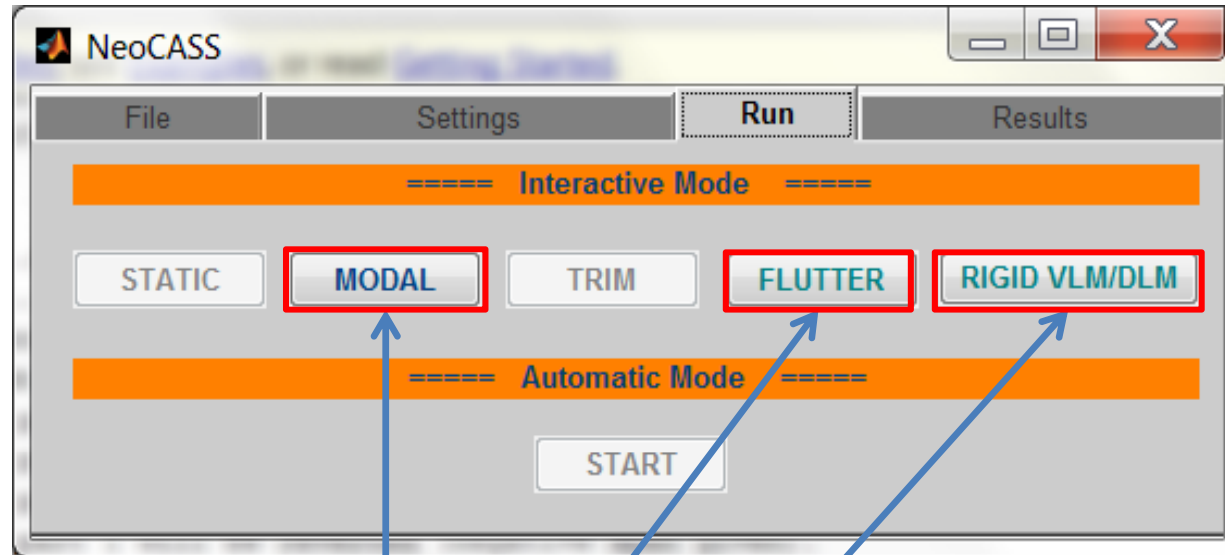 NeoCASS
File Settings Run Results
===== Interactive Mode =====
STATIC MODAL TRIM FLUTTER RIGID VLM/DLM
===== Automatic Mode =====
START